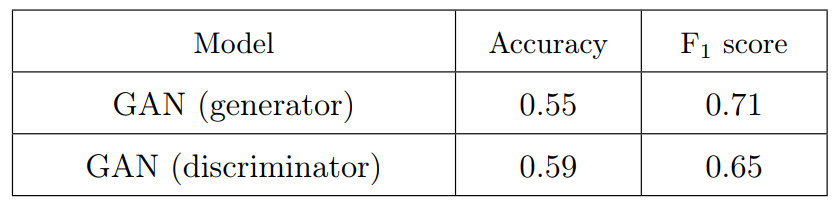 Model Accuracy F₁ score
GAN (generator) 0.55 0.71
GAN (discriminator) 0.59 0.65